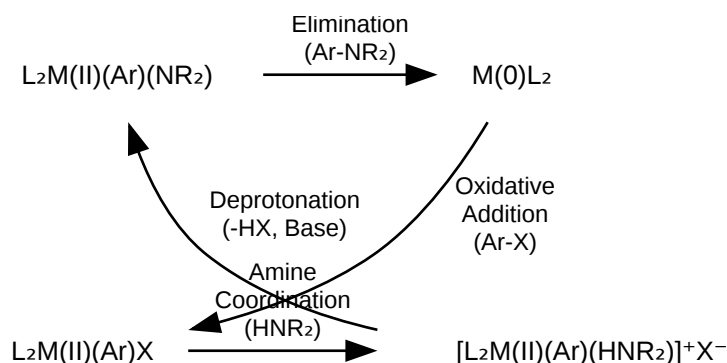 Elimination
(Ar-NR₂)
L₂M(II)(Ar)(NR₂)
M(0)L₂
Deprotonation
(-HX, Base)
Oxidative
Addition
(Ar-X)
Amine
Coordination
(HNR₂)
L₂M(II)(Ar)X
[L₂M(II)(Ar)(HNR₂)]⁺X⁻